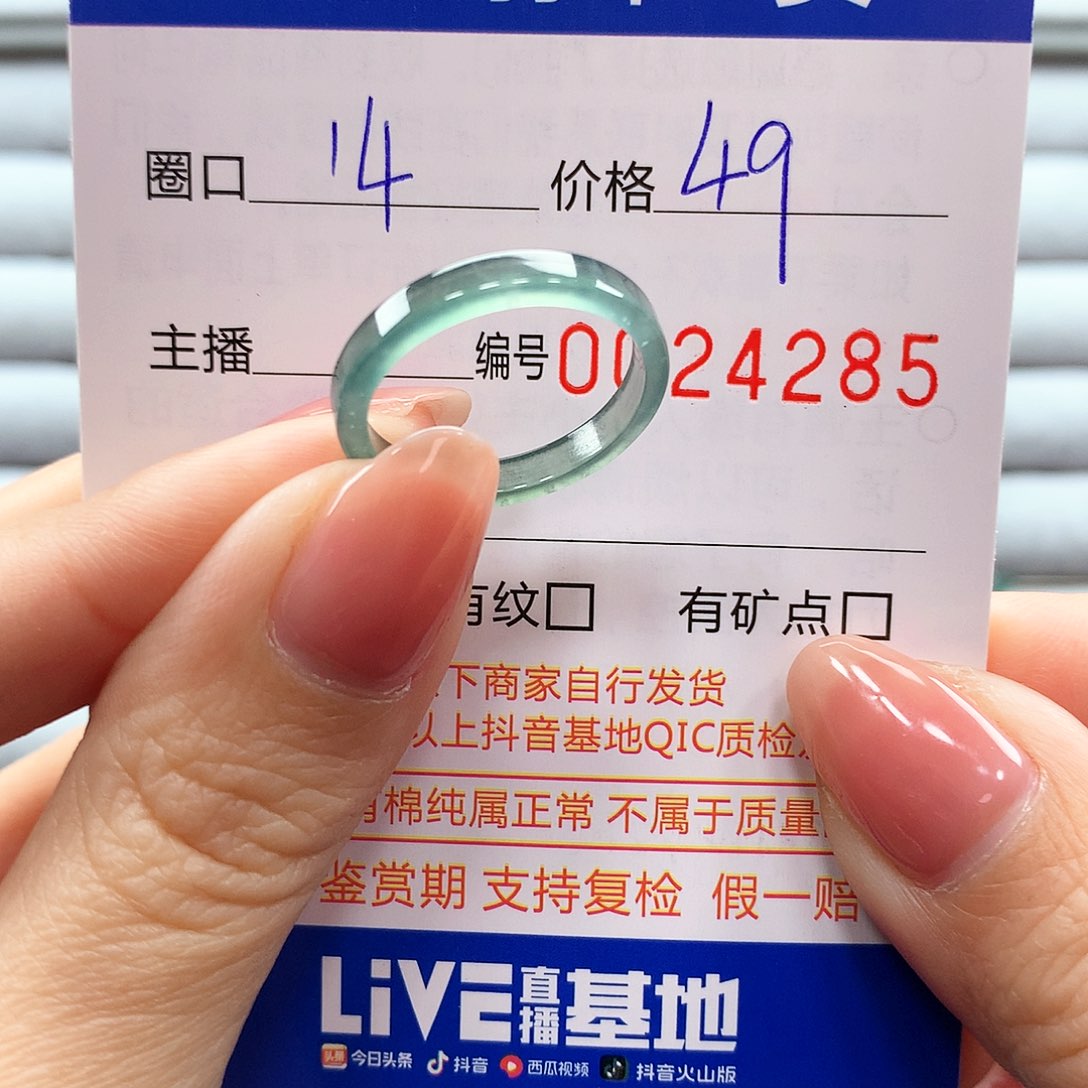 圈口 14 价格 49
主播 编号 0024285
有纹□ 有矿点□
下商家自行发货
以上抖音基地QIC质检
棉纯属正常 不属于质量
鉴赏期 支持复检 假一赔
LiVE直播基地
头条 今日头条 抖音 西瓜视频 抖音火山版